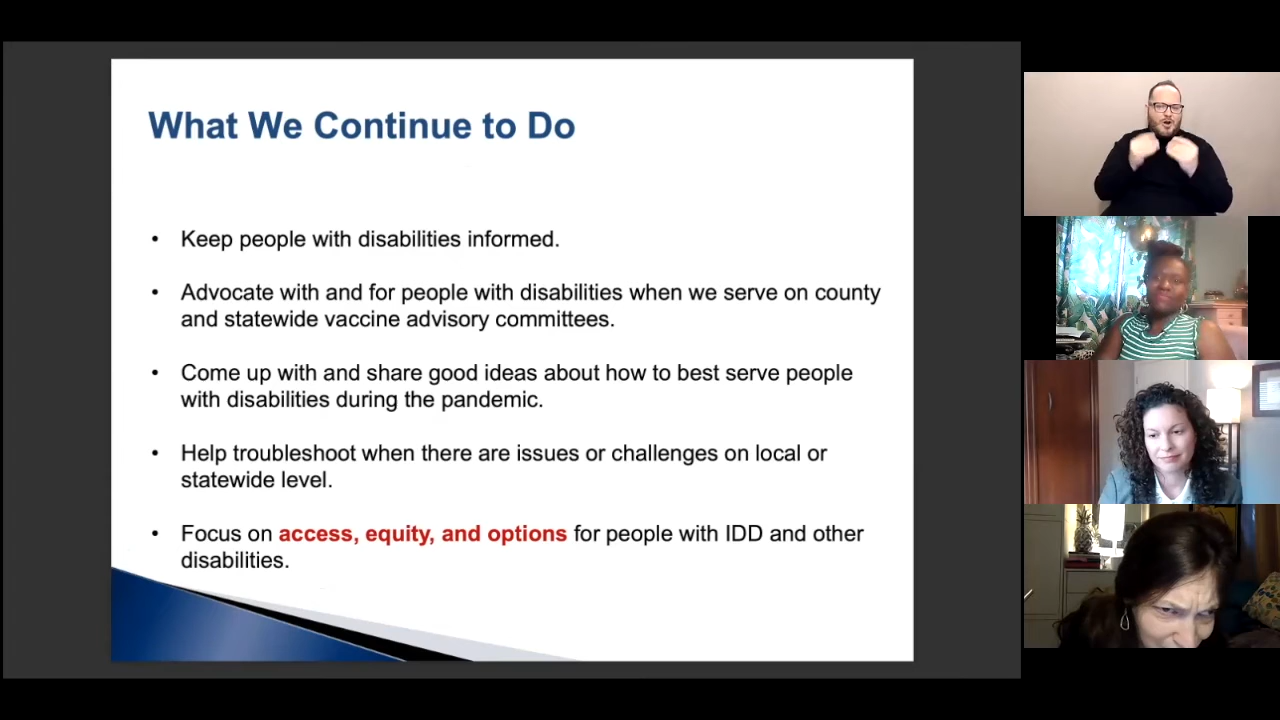 What We Continue to Do
• Keep people with disabilities informed.
• Advocate with and for people with disabilities when we serve on county
and statewide vaccine advisory committees.
• Come up with and share good ideas about how to best serve people
with disabilities during the pandemic.
• Help troubleshoot when there are issues or challenges on local or
statewide level.
• Focus on access, equity, and options for people with IDD and other
disabilities.